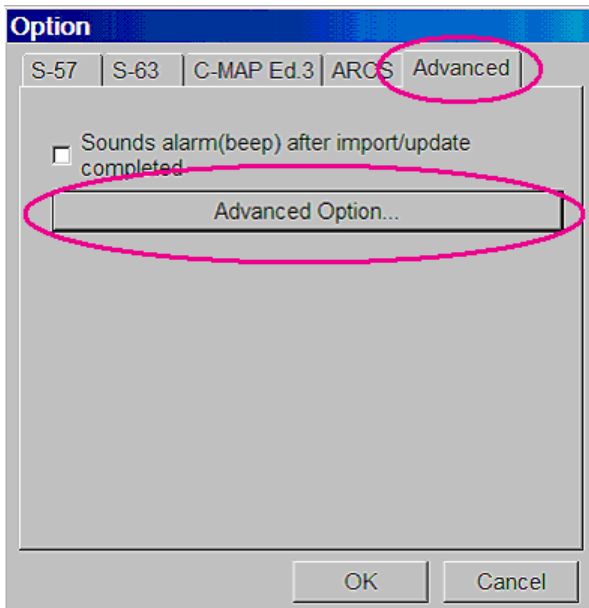 Option
S-57 S-63 C-MAP Ed.3 ARCS Advanced
Sounds alarm(beep) after import/update
completed
Advanced Option...
OK Cancel